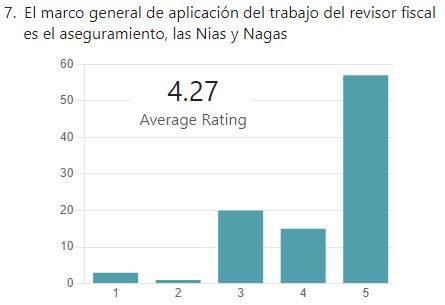 7. El marco general de aplicación del trabajo del revisor fiscal
es el aseguramiento, las Nias y Nagas
60
4.27
50
Average Rating
40
30
20
10
0
1 2 3 4 5